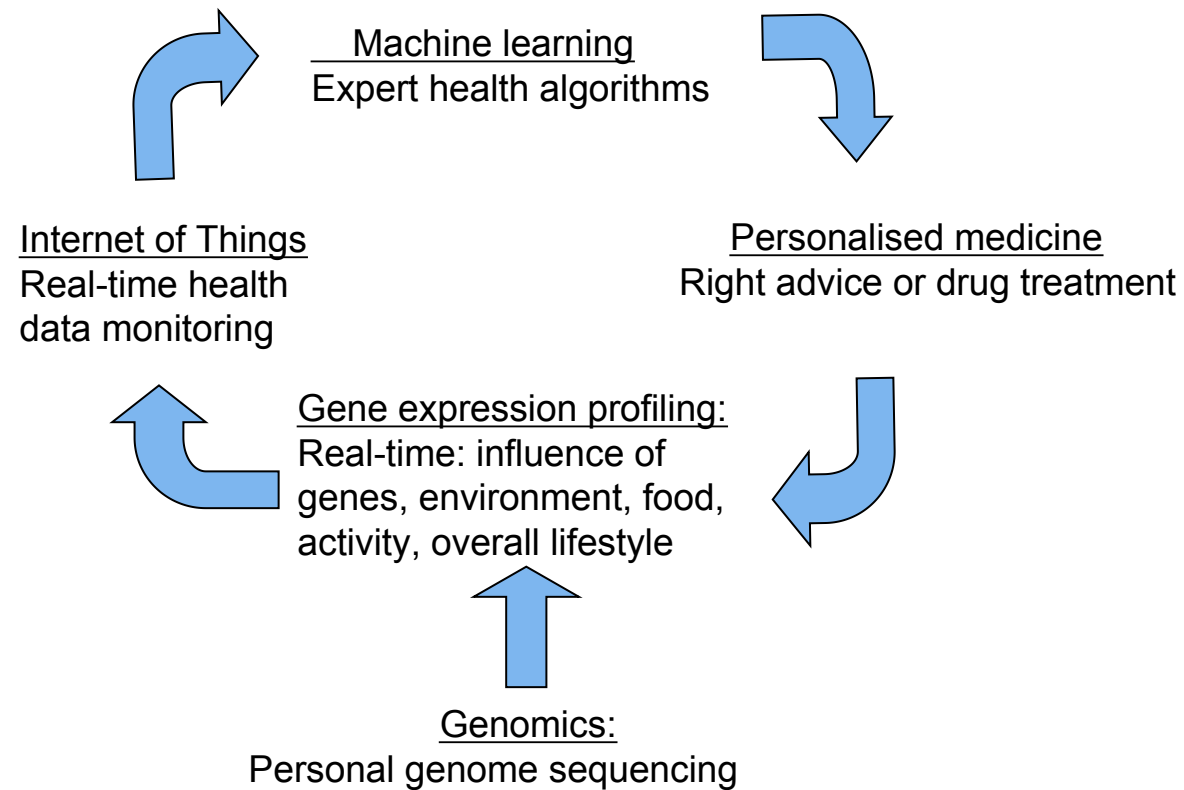 Machine learning
Expert health algorithms
Internet of Things
Real-time health
data monitoring
Personalised medicine
Right advice or drug treatment
Gene expression profiling:
Real-time: influence of
genes, environment, food,
activity, overall lifestyle
Genomics:
Personal genome sequencing